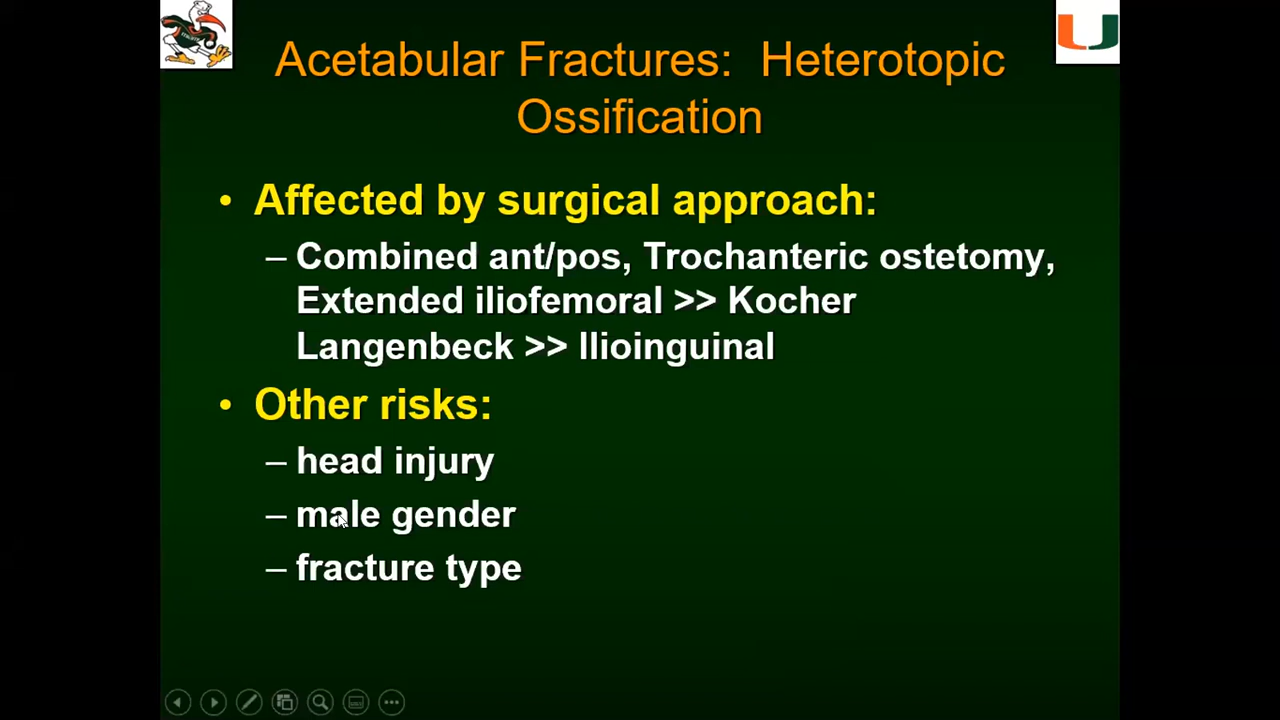 Acetabular Fractures: Heterotopic
Ossification
• Affected by surgical approach:
– Combined ant/pos, Trochanteric ostetomy,
Extended iliofemoral >> Kocher
Langenbeck >> Ilioinguinal
• Other risks:
– head injury
– male gender
– fracture type